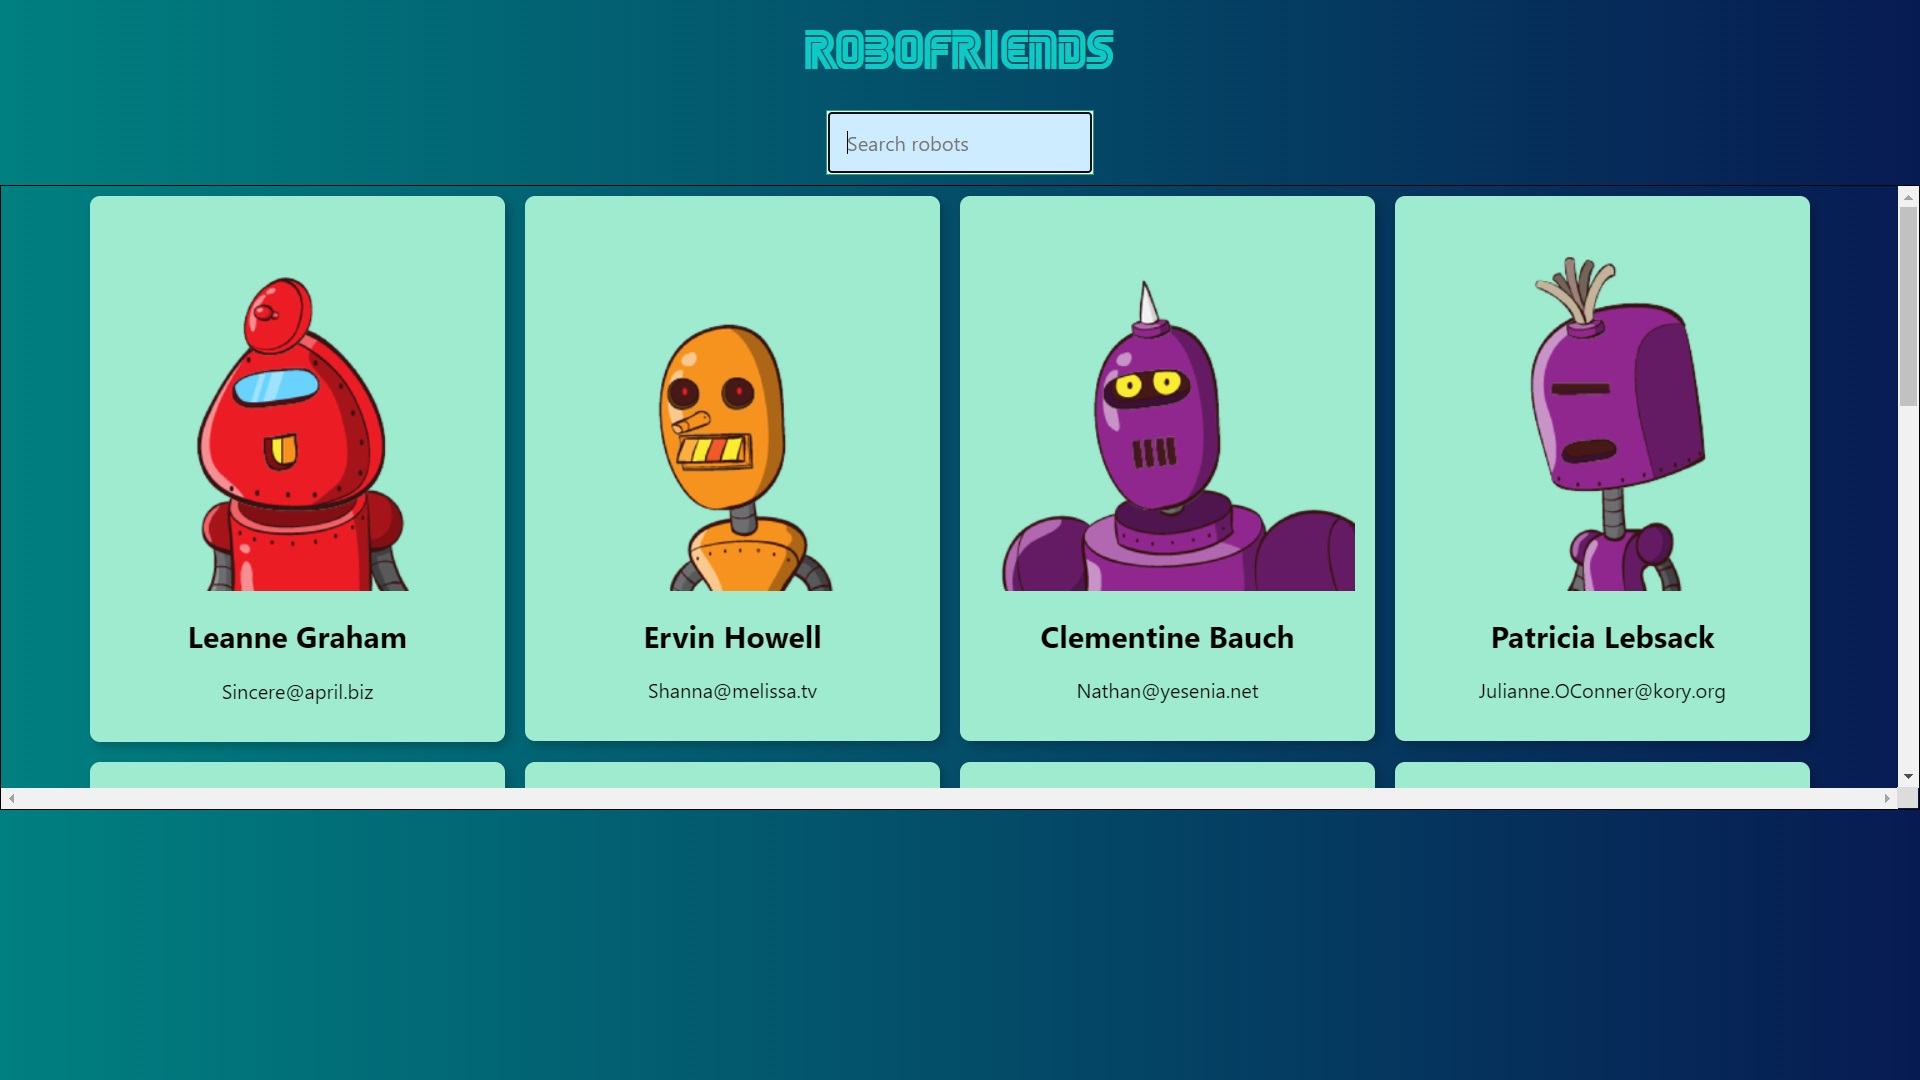 ROBOFRIENDS
Search robots
Leanne Graham
Ervin Howell
Clementine Bauch
Patricia Lebsack
Sincere@april.biz
Shanna@melissa.tv
Nathan@yesenia.net
Julianne.OConner@kory.org